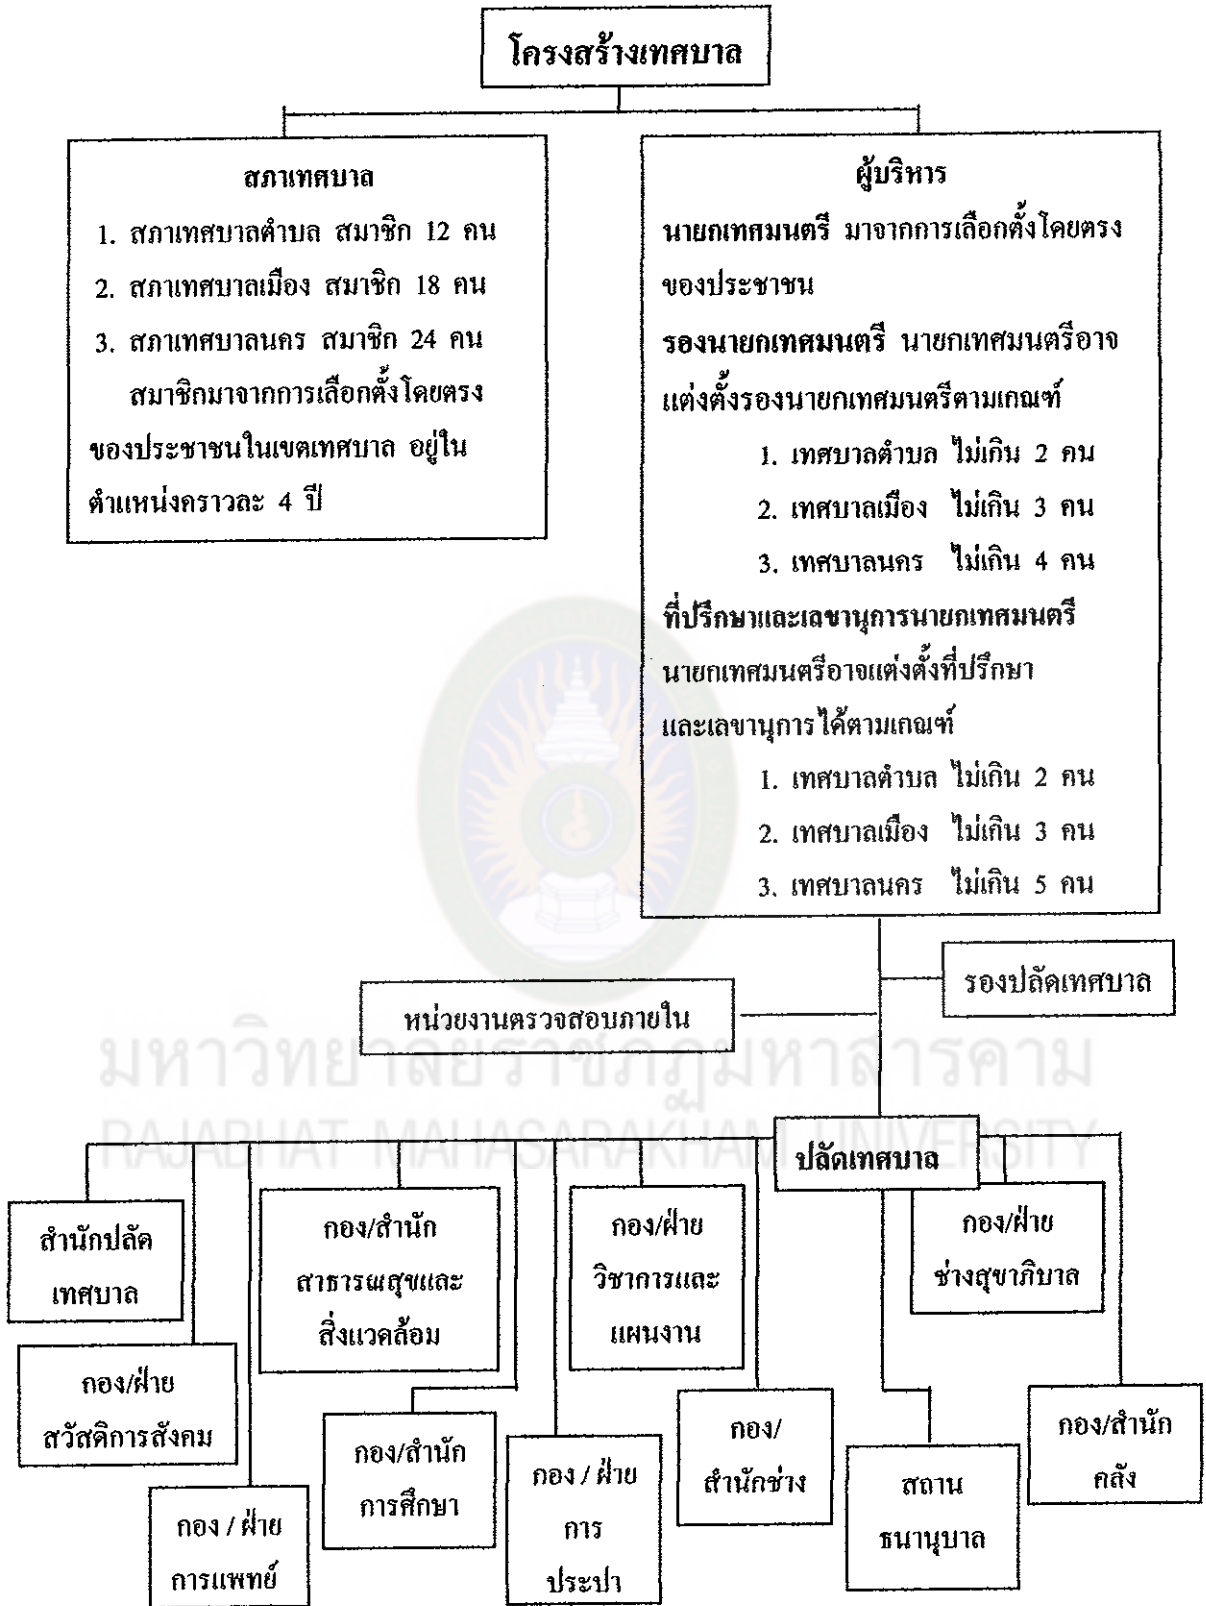 โครงสร้างเทศบาล
สภาเทศบาล
1. สภาเทศบาลตำบล สมาชิก 12 คน
2. สภาเทศบาลเมือง สมาชิก 18 คน
3. สภาเทศบาลนคร สมาชิก 24 คน
สมาชิกมาจากการเลือกตั้งโดยตรง
ของประชาชนในเขตเทศบาล อยู่ใน
ตำแหน่งคราวละ 4 ปี
ผู้บริหาร
นายกเทศมนตรี มาจากการเลือกตั้งโดยตรง
ของประชาชน
รองนายกเทศมนตรี นายกเทศมนตรีอาจ
แต่งตั้งรองนายกเทศมนตรีตามเกณฑ์
1. เทศบาลตำบล ไม่เกิน 2 คน
2. เทศบาลเมือง ไม่เกิน 3 คน
3. เทศบาลนคร ไม่เกิน 4 คน
ที่ปรึกษาและเลขานุการนายกเทศมนตรี
นายกเทศมนตรีอาจแต่งตั้งที่ปรึกษา
และเลขานุการได้ตามเกณฑ์
1. เทศบาลตำบล ไม่เกิน 2 คน
2. เทศบาลเมือง ไม่เกิน 3 คน
3. เทศบาลนคร ไม่เกิน 5 คน
รองปลัดเทศบาล
หน่วยงานตรวจสอบภายใน
มหาวิทยาลัยราชภัฏมหาสารคาม
RAJABHAT MAHASARAKHAM UNIVERSITY
ปลัดเทศบาล
สำนักปลัด
เทศบาล
กอง/สำนัก
สาธารณสุขและ
สิ่งแวดล้อม
กอง/ฝ่าย
วิชาการและ
แผนงาน
กอง/ฝ่าย
ช่างสุขาภิบาล
กอง/ฝ่าย
สวัสดิการสังคม
กอง/สำนัก
การศึกษา
กอง/
สำนักช่าง
กอง/สำนัก
คลัง
กอง / ฝ่าย
การแพทย์
กอง / ฝ่าย
การ
ประปา
สถาน
ธนานุบาล